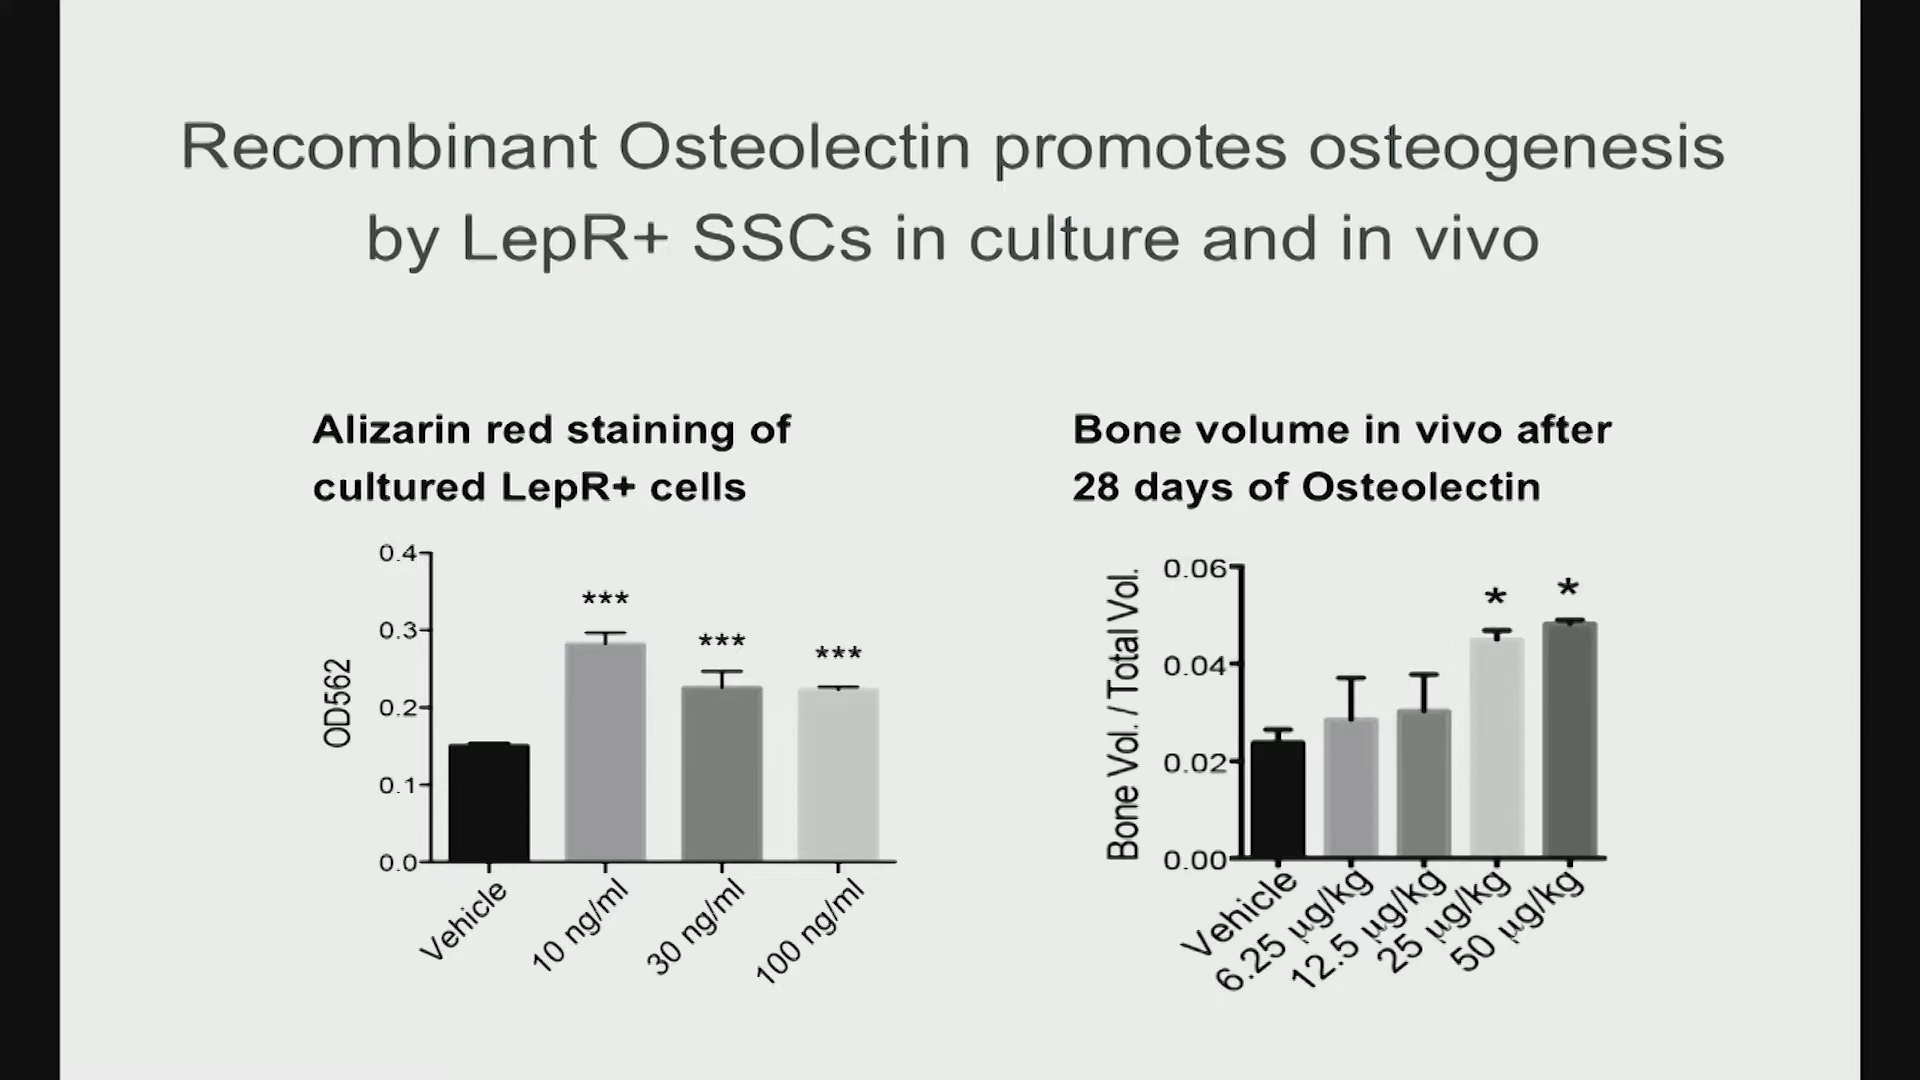 Recombinant Osteolectin promotes osteogenesis
by LepR+ SSCs in culture and in vivo
Alizarin red staining of
cultured LepR+ cells
OD562
0.4
0.3
0.2
0.1
0.0
***
***
***
Vehicle
10 ng/ml
30 ng/ml
100 ng/ml
Bone volume in vivo after
28 days of Osteolectin
Bone Vol. / Total Vol.
0.06
0.04
0.02
0.00
*
*
Vehicle
6.25 µg/kg
12.5 µg/kg
25 µg/kg
50 µg/kg